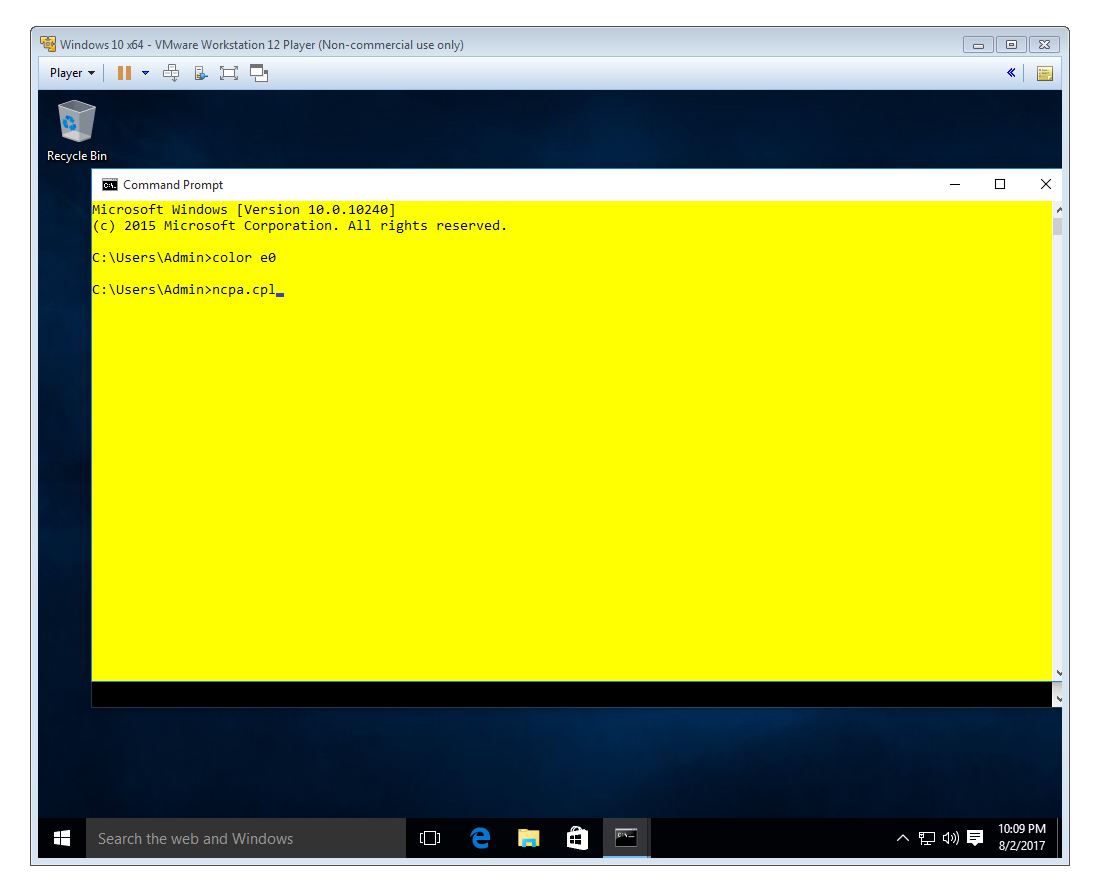 Windows 10 x64 - VMware Workstation 12 Player (Non-commercial use only)
Player
Recycle Bin
Command Prompt
Microsoft Windows [Version 10.0.10240]
(c) 2015 Microsoft Corporation. All rights reserved.
C:\Users\Admin>color e0
C:\Users\Admin>ncpa.cpl
Search the web and Windows
10:09 PM
8/2/2017